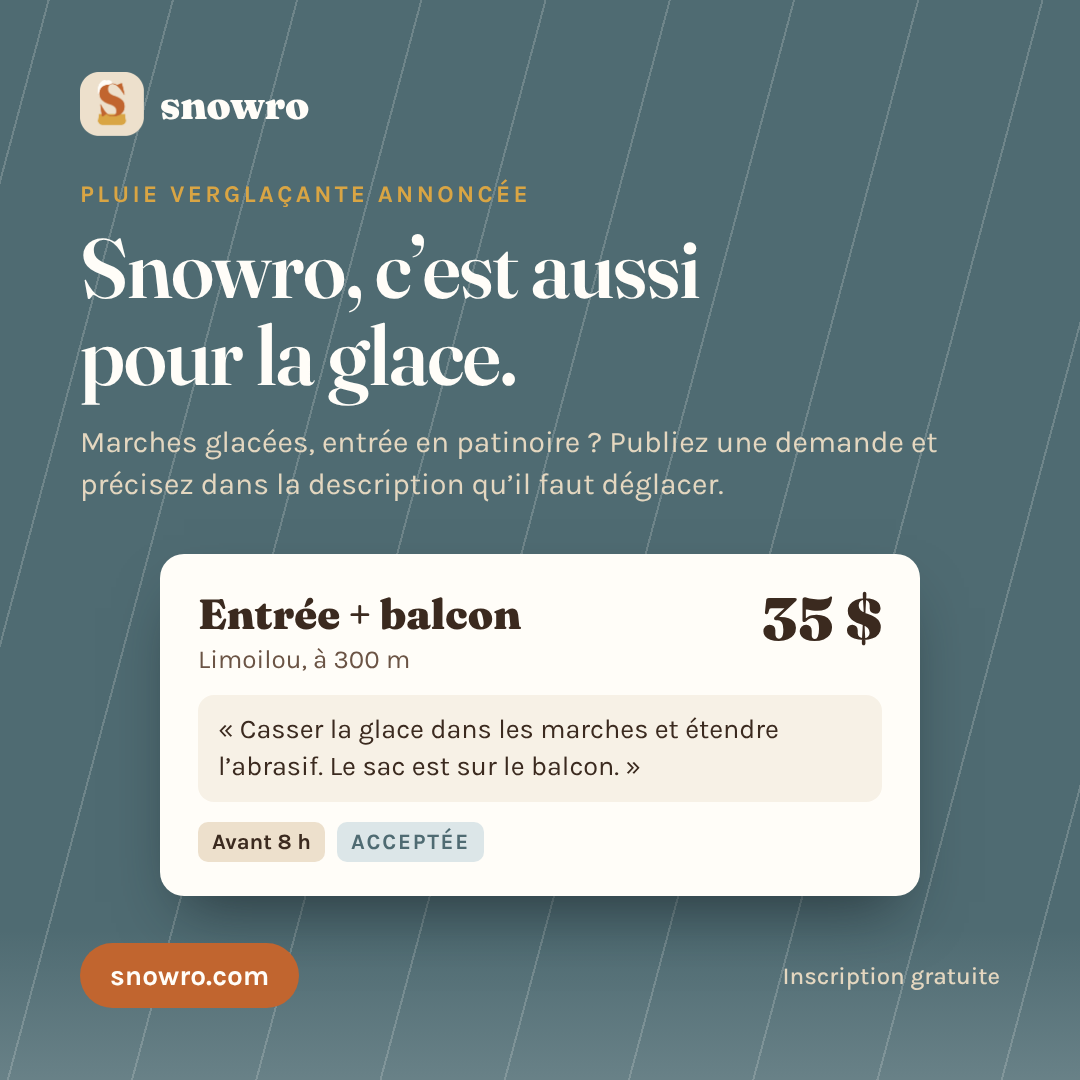 S
snowro
PLUIE VERGLAÇANTE ANNONCÉE
Snowro, c’est aussi
pour la glace.
Marches glacées, entrée en patinoire ? Publiez une demande et
précisez dans la description qu’il faut déglacer.
Entrée + balcon
35 $
Limoilou, à 300 m
« Casser la glace dans les marches et étendre
l’abrasif. Le sac est sur le balcon. »
Avant 8 h
ACCEPTÉE
snowro.com
Inscription gratuite